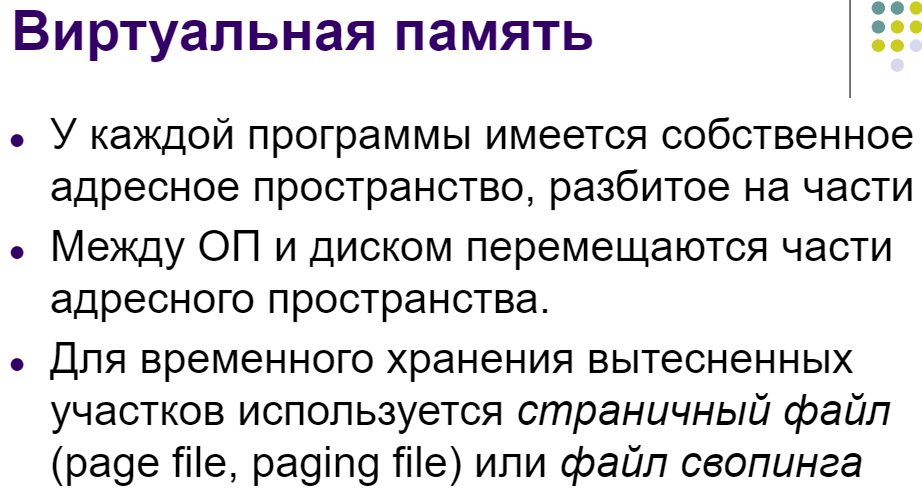 Виртуальная память
• У каждой программы имеется собственное
адресное пространство, разбитое на части
• Между ОП и диском перемещаются части
адресного пространства.
• Для временного хранения вытесненных
участков используется страничный файл
(page file, paging file) или файл свопинга